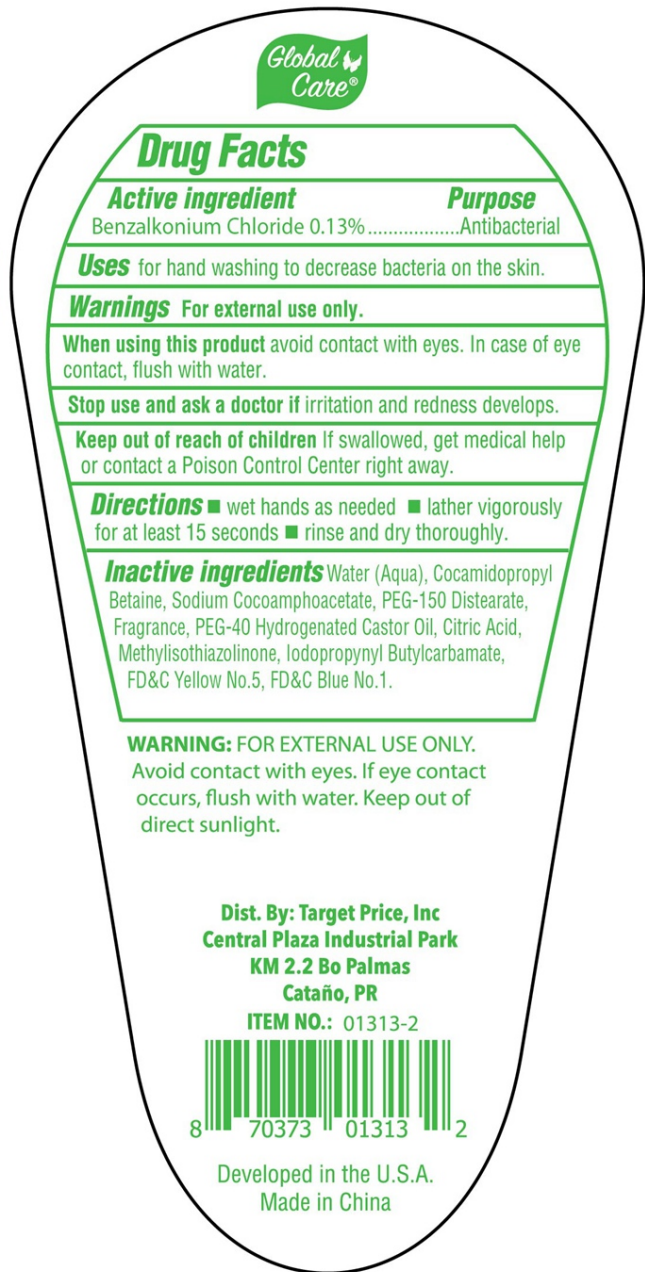 Global
Care®
Drug Facts
Active ingredient Purpose
Benzalkonium Chloride 0.13%..................Antibacterial
Uses for hand washing to decrease bacteria on the skin.
Warnings For external use only.
When using this product avoid contact with eyes. In case of eye
contact, flush with water.
Stop use and ask a doctor if irritation and redness develops.
Keep out of reach of children If swallowed, get medical help
or contact a Poison Control Center right away.
Directions ■ wet hands as needed ■ lather vigorously
for at least 15 seconds ■ rinse and dry thoroughly.
Inactive ingredients Water (Aqua), Cocamidopropyl
Betaine, Sodium Cocoamphoacetate, PEG-150 Distearate,
Fragrance, PEG-40 Hydrogenated Castor Oil, Citric Acid,
Methylisothiazolinone, Iodopropynyl Butylcarbamate,
FD&C Yellow No.5, FD&C Blue No.1.
WARNING: FOR EXTERNAL USE ONLY.
Avoid contact with eyes. If eye contact
occurs, flush with water. Keep out of
direct sunlight.
Dist. By: Target Price, Inc
Central Plaza Industrial Park
KM 2.2 Bo Palmas
Cataño, PR
ITEM NO.: 01313-2
8 70373 01313 2
Developed in the U.S.A.
Made in China